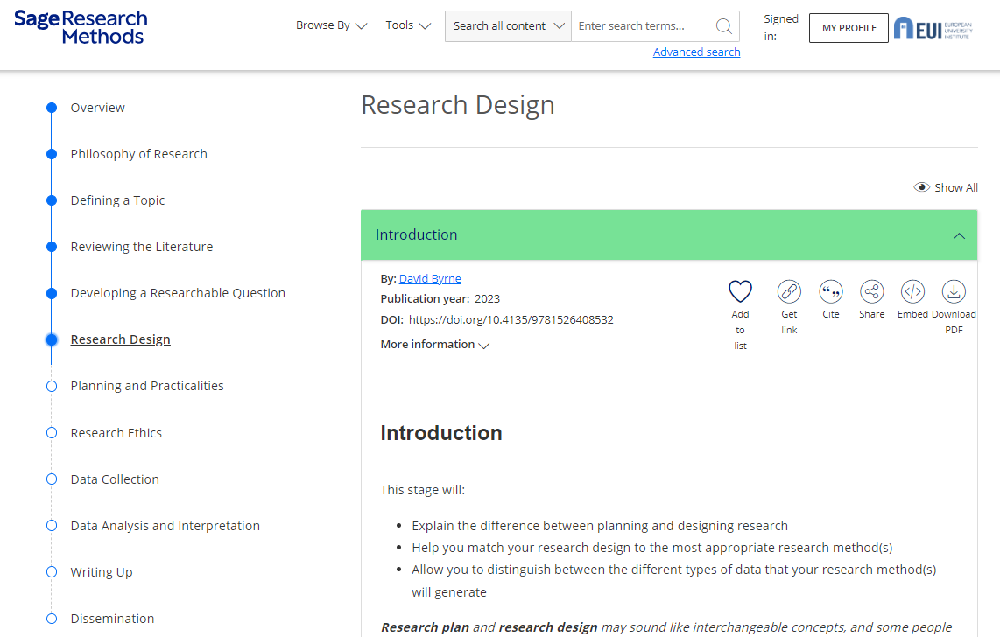 Sage Research Methods
Browse By
Tools
Search all content
Enter search terms...
Advanced search
Signed in:
MY PROFILE
EUI EUROPEAN UNIVERSITY INSTITUTE
Overview
Philosophy of Research
Defining a Topic
Reviewing the Literature
Developing a Researchable Question
Research Design
Planning and Practicalities
Research Ethics
Data Collection
Data Analysis and Interpretation
Writing Up
Dissemination
Research Design
Show All
Introduction
By: David Byrne
Publication year: 2023
DOI: https://doi.org/10.4135/9781526408532
More information
Add to list
Get link
Cite
Share
Embed
Download PDF
Introduction
This stage will:
• Explain the difference between planning and designing research
• Help you match your research design to the most appropriate research method(s)
• Allow you to distinguish between the different types of data that your research method(s)
will generate
Research plan and research design may sound like interchangeable concepts, and some people